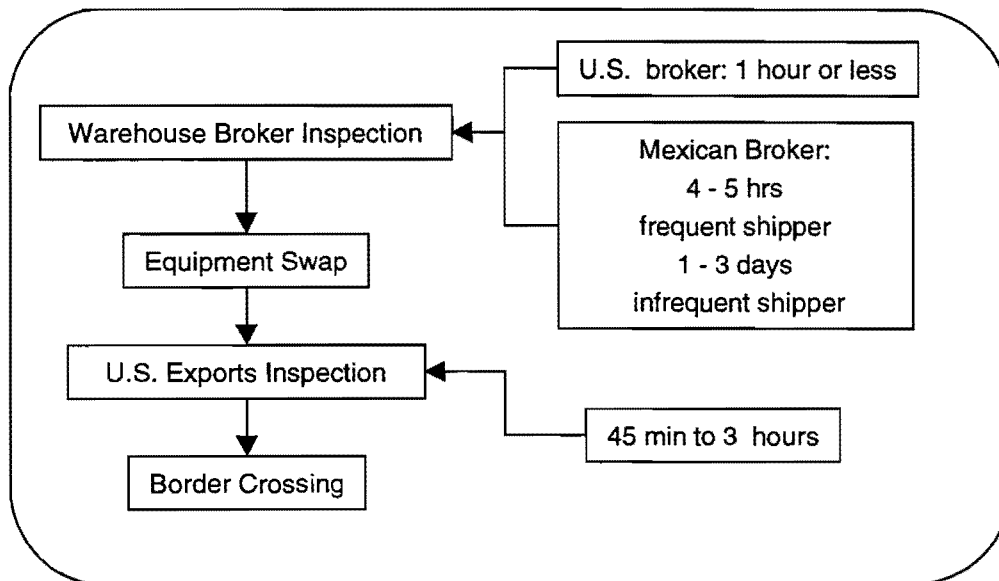 U.S. broker: 1 hour or less
Warehouse Broker Inspection
Mexican Broker:
4 - 5 hrs
frequent shipper
1 - 3 days
infrequent shipper
Equipment Swap
U.S. Exports Inspection
45 min to 3 hours
Border Crossing